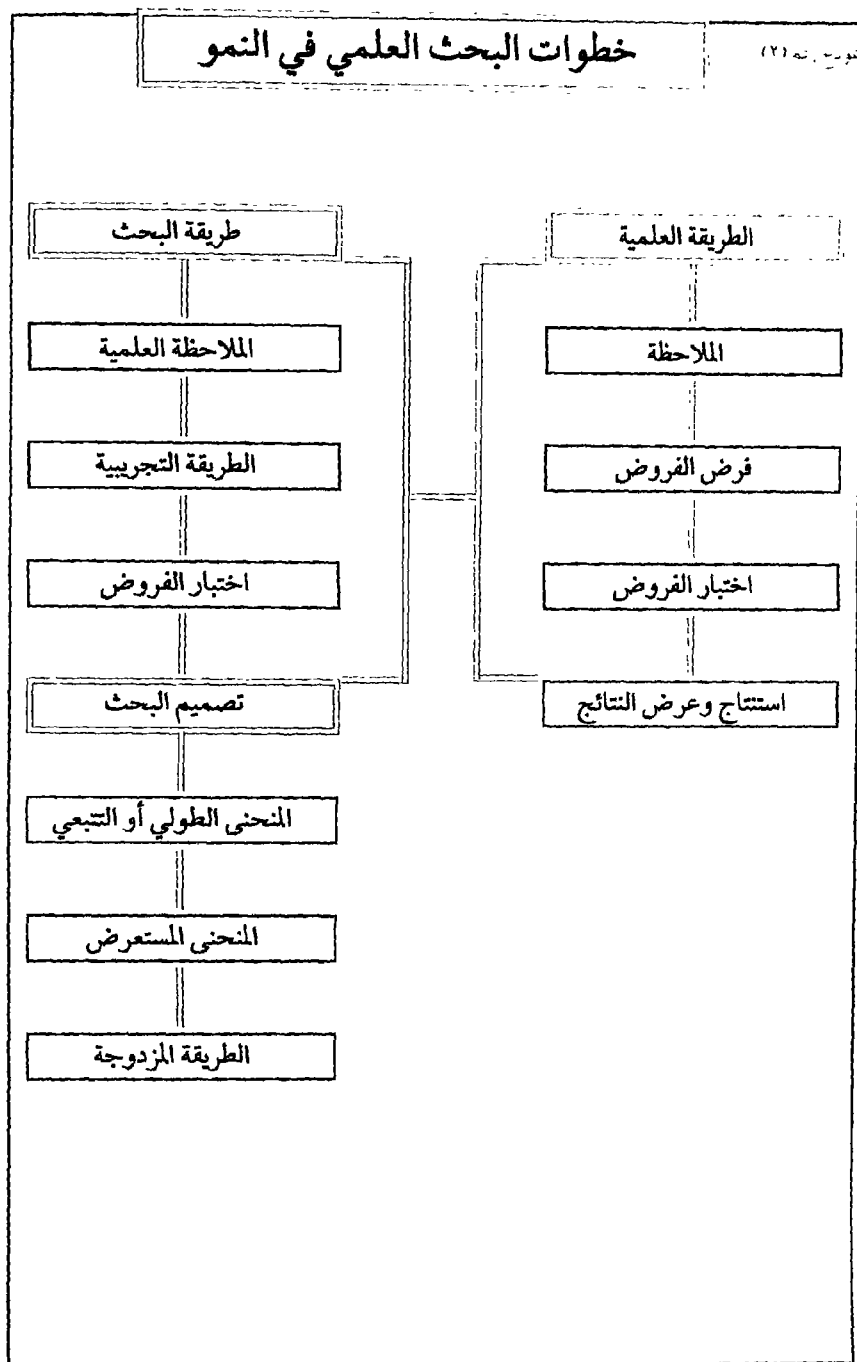 خطوات البحث العلمي في النمو
(٢)
الطريقة العلمية
الملاحظة
فرض الفروض
اختبار الفروض
استنتاج وعرض النتائج
طريقة البحث
الملاحظة العلمية
الطريقة التجريبية
اختبار الفروض
تصميم البحث
المنحنى الطولي أو التتبعي
المنحنى المستعرض
الطريقة المزدوجة